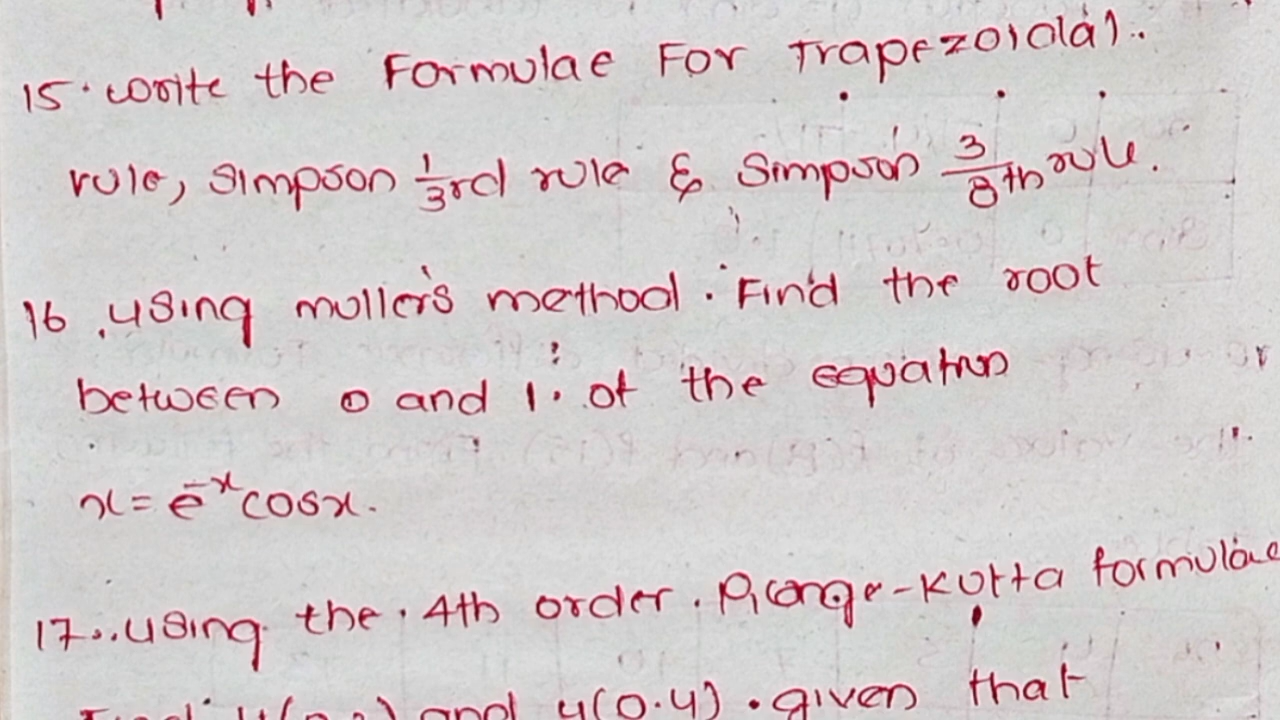 15. write the Formulae For Trapezoidal.
rule, Simpson 1/3rd rule & Simpson 3/8th rule.
16. using muller's method. Find the root
between 0 and 1. of the equation
x = e^-x cosx.
17. using the 4th order. Runge-Kutta formulae
and y(0.4). given that